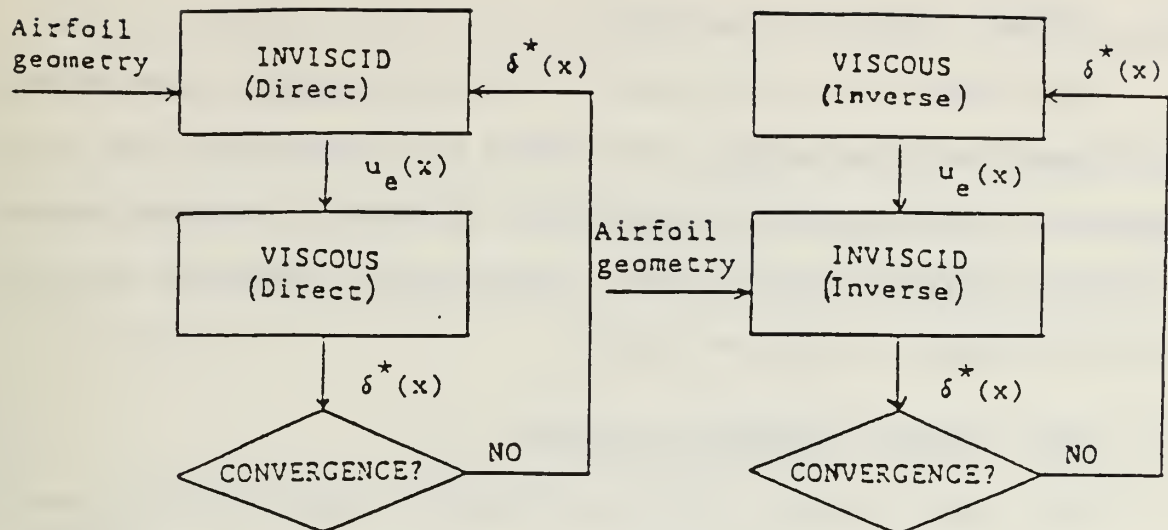 Airfoil
geometry
INVISCID
(Direct)
δ*(x)
u_e(x)
VISCOUS
(Direct)
δ*(x)
CONVERGENCE?
NO
VISCOUS
(Inverse)
δ*(x)
u_e(x)
Airfoil
geometry
INVISCID
(Inverse)
δ*(x)
CONVERGENCE?
NO